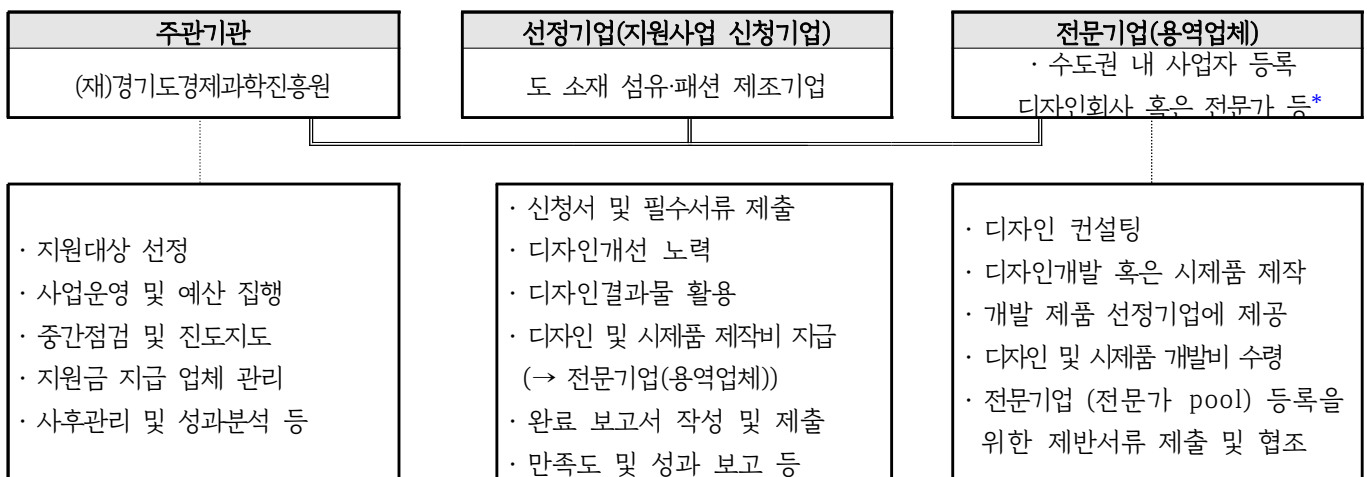 주관기관
(재)경기도경제과학진흥원
· 지원대상 선정
· 사업운영 및 예산 집행
· 중간점검 및 진도지도
· 지원금 지급 업체 관리
· 사후관리 및 성과분석 등
선정기업(지원사업 신청기업)
도 소재 섬유·패션 제조기업
· 신청서 및 필수서류 제출
· 디자인개선 노력
· 디자인결과물 활용
· 디자인 및 시제품 제작비 지급
(→ 전문기업(용역업체))
· 완료 보고서 작성 및 제출
· 만족도 및 성과 보고 등
전문기업(용역업체)
· 수도권 내 사업자 등록
디자인회사 혹은 전문가 등*
· 디자인 컨설팅
· 디자인개발 혹은 시제품 제작
· 개발 제품 선정기업에 제공
· 디자인 및 시제품 개발비 수령
· 전문기업 (전문가 pool) 등록을
위한 제반서류 제출 및 협조